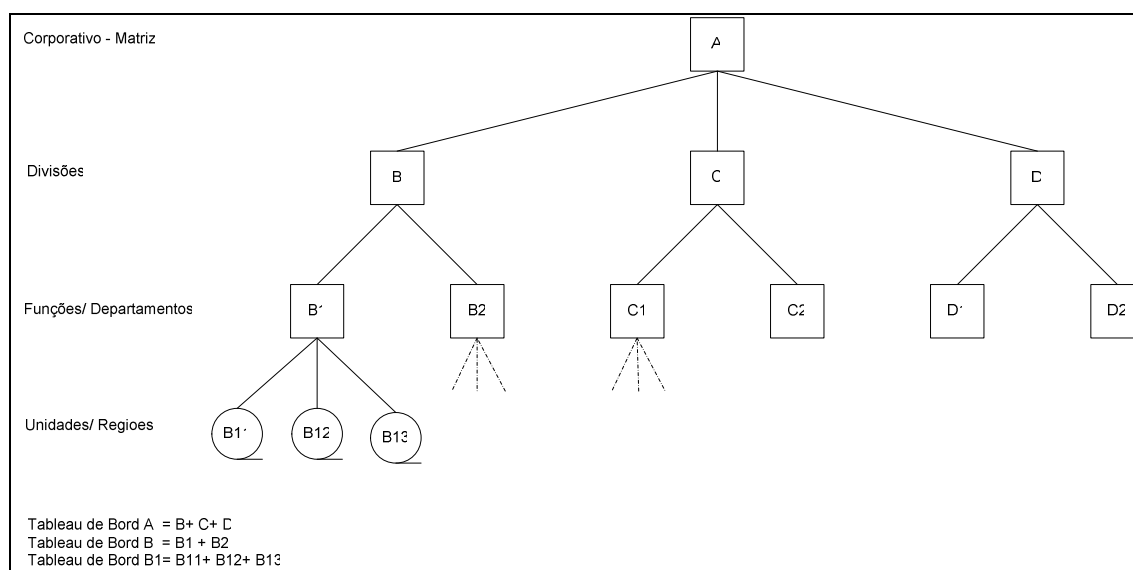 Corporativo - Matriz
A
Divisões
B C D
Funções/ Departamentos
B1 B2 C1 C2 D1 D2
Unidades/ Regioes
B11 B12 B13
Tableau de Bord A = B+ C+ D
Tableau de Bord B = B1 + B2
Tableau de Bord B1= B11+ B12+ B13